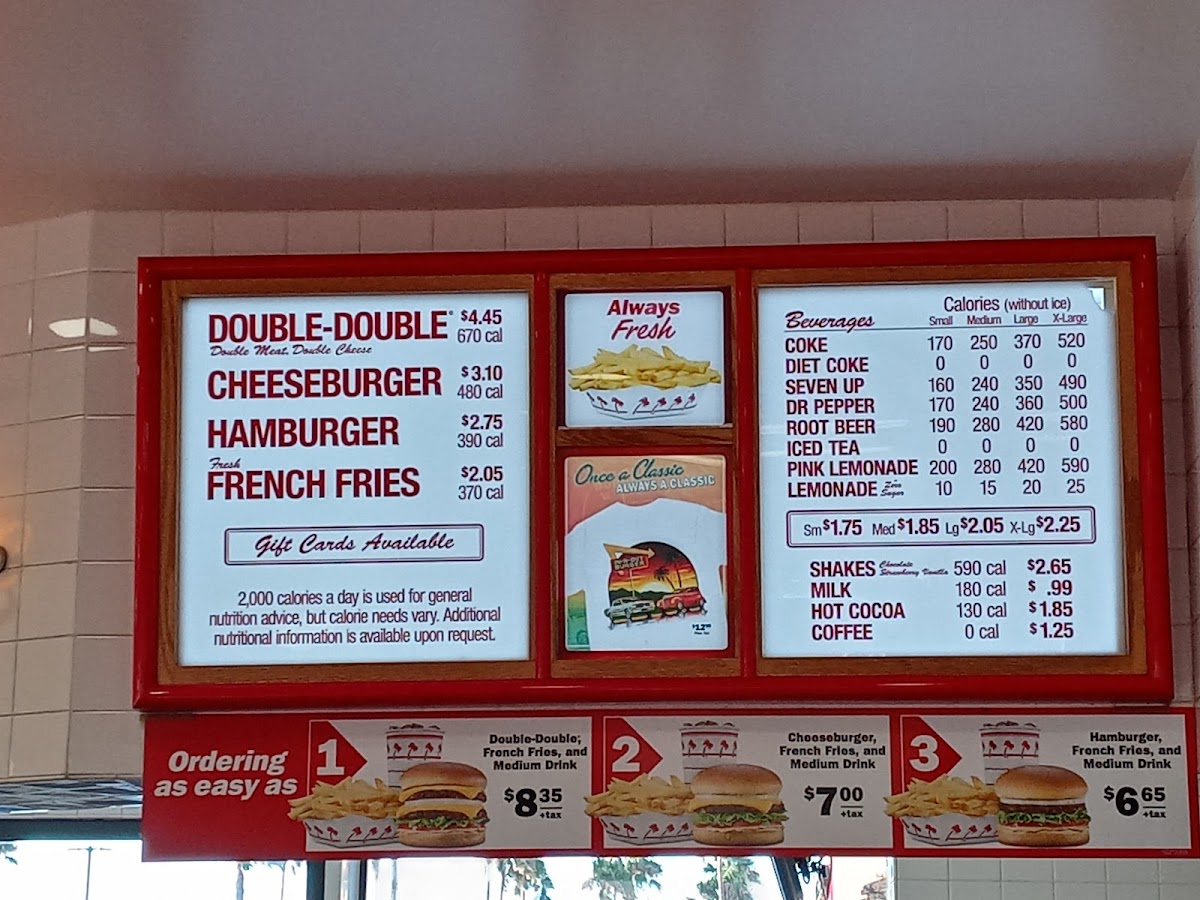 DOUBLE-DOUBLE® $4.45
Double Meat, Double Cheese 670 cal
CHEESEBURGER $3.10
480 cal
HAMBURGER $2.75
390 cal
Fresh
FRENCH FRIES $2.05
370 cal
Gift Cards Available
2,000 calories a day is used for general
nutrition advice, but calorie needs vary. Additional
nutritional information is available upon request.
Always
Fresh
Once a Classic
ALWAYS A CLASSIC
IN-N-OUT
BURGER
Calories (without ice)
Beverages Small Medium Large X-Large
COKE 170 250 370 520
DIET COKE 0 0 0 0
SEVEN UP 160 240 350 490
DR PEPPER 170 240 360 500
ROOT BEER 190 280 420 580
ICED TEA 0 0 0 0
PINK LEMONADE 200 280 420 590
LEMONADE Zero Sugar 10 15 20 25
Sm $1.75 Med $1.85 Lg $2.05 X-Lg $2.25
SHAKES Chocolate Strawberry Vanilla 590 cal $2.65
MILK 180 cal $ .99
HOT COCOA 130 cal $1.85
COFFEE 0 cal $1.25
Ordering
as easy as
1
Double-Double,
French Fries, and
Medium Drink
$8 35
+tax
2
Cheeseburger,
French Fries, and
Medium Drink
$7 00
+tax
3
Hamburger,
French Fries, and
Medium Drink
$6 65
+tax